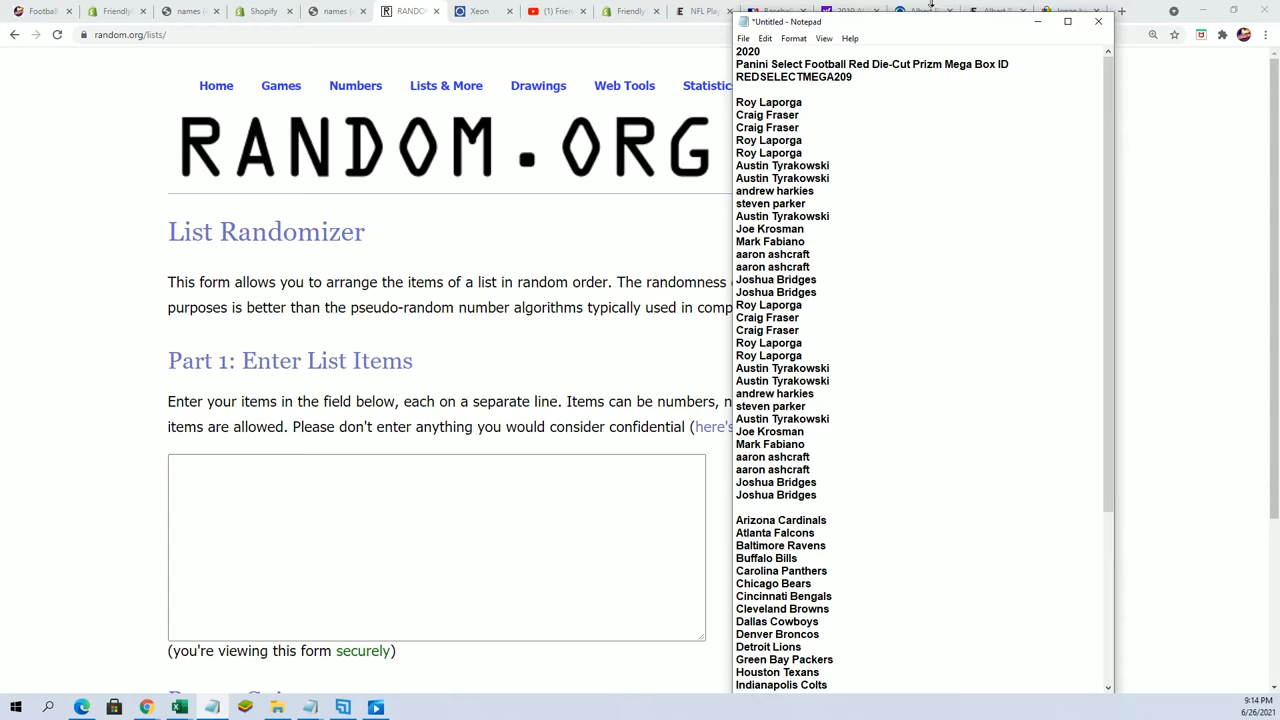 Football
names (
Shopify
names (
RANDO
Xeon
(1) Frien
Friendly
NFL Play
random.org/lists/
*Untitled - Notepad
File Edit Format View Help
2020
Panini Select Football Red Die-Cut Prizm Mega Box ID
REDSELECTMEGA209
Roy Laporga
Craig Fraser
Craig Fraser
Roy Laporga
Roy Laporga
Austin Tyrakowski
Austin Tyrakowski
andrew harkies
steven parker
Austin Tyrakowski
Joe Krosman
Mark Fabiano
aaron ashcraft
aaron ashcraft
Joshua Bridges
Joshua Bridges
Roy Laporga
Craig Fraser
Craig Fraser
Roy Laporga
Roy Laporga
Austin Tyrakowski
Austin Tyrakowski
andrew harkies
steven parker
Austin Tyrakowski
Joe Krosman
Mark Fabiano
aaron ashcraft
aaron ashcraft
Joshua Bridges
Joshua Bridges
Arizona Cardinals
Atlanta Falcons
Baltimore Ravens
Buffalo Bills
Carolina Panthers
Chicago Bears
Cincinnati Bengals
Cleveland Browns
Dallas Cowboys
Denver Broncos
Detroit Lions
Green Bay Packers
Houston Texans
Indianapolis Colts
Home Games Numbers Lists & More Drawings Web Tools Statistic
RANDOM.ORG
List Randomizer
This form allows you to arrange the items of a list in random order. The randomness
purposes is better than the pseudo-random number algorithms typically used in comp
Part 1: Enter List Items
Enter your items in the field below, each on a separate line. Items can be numbers, n
items are allowed. Please don't enter anything you would consider confidential (here's
(you're viewing this form securely)
9:14 PM
6/26/2021